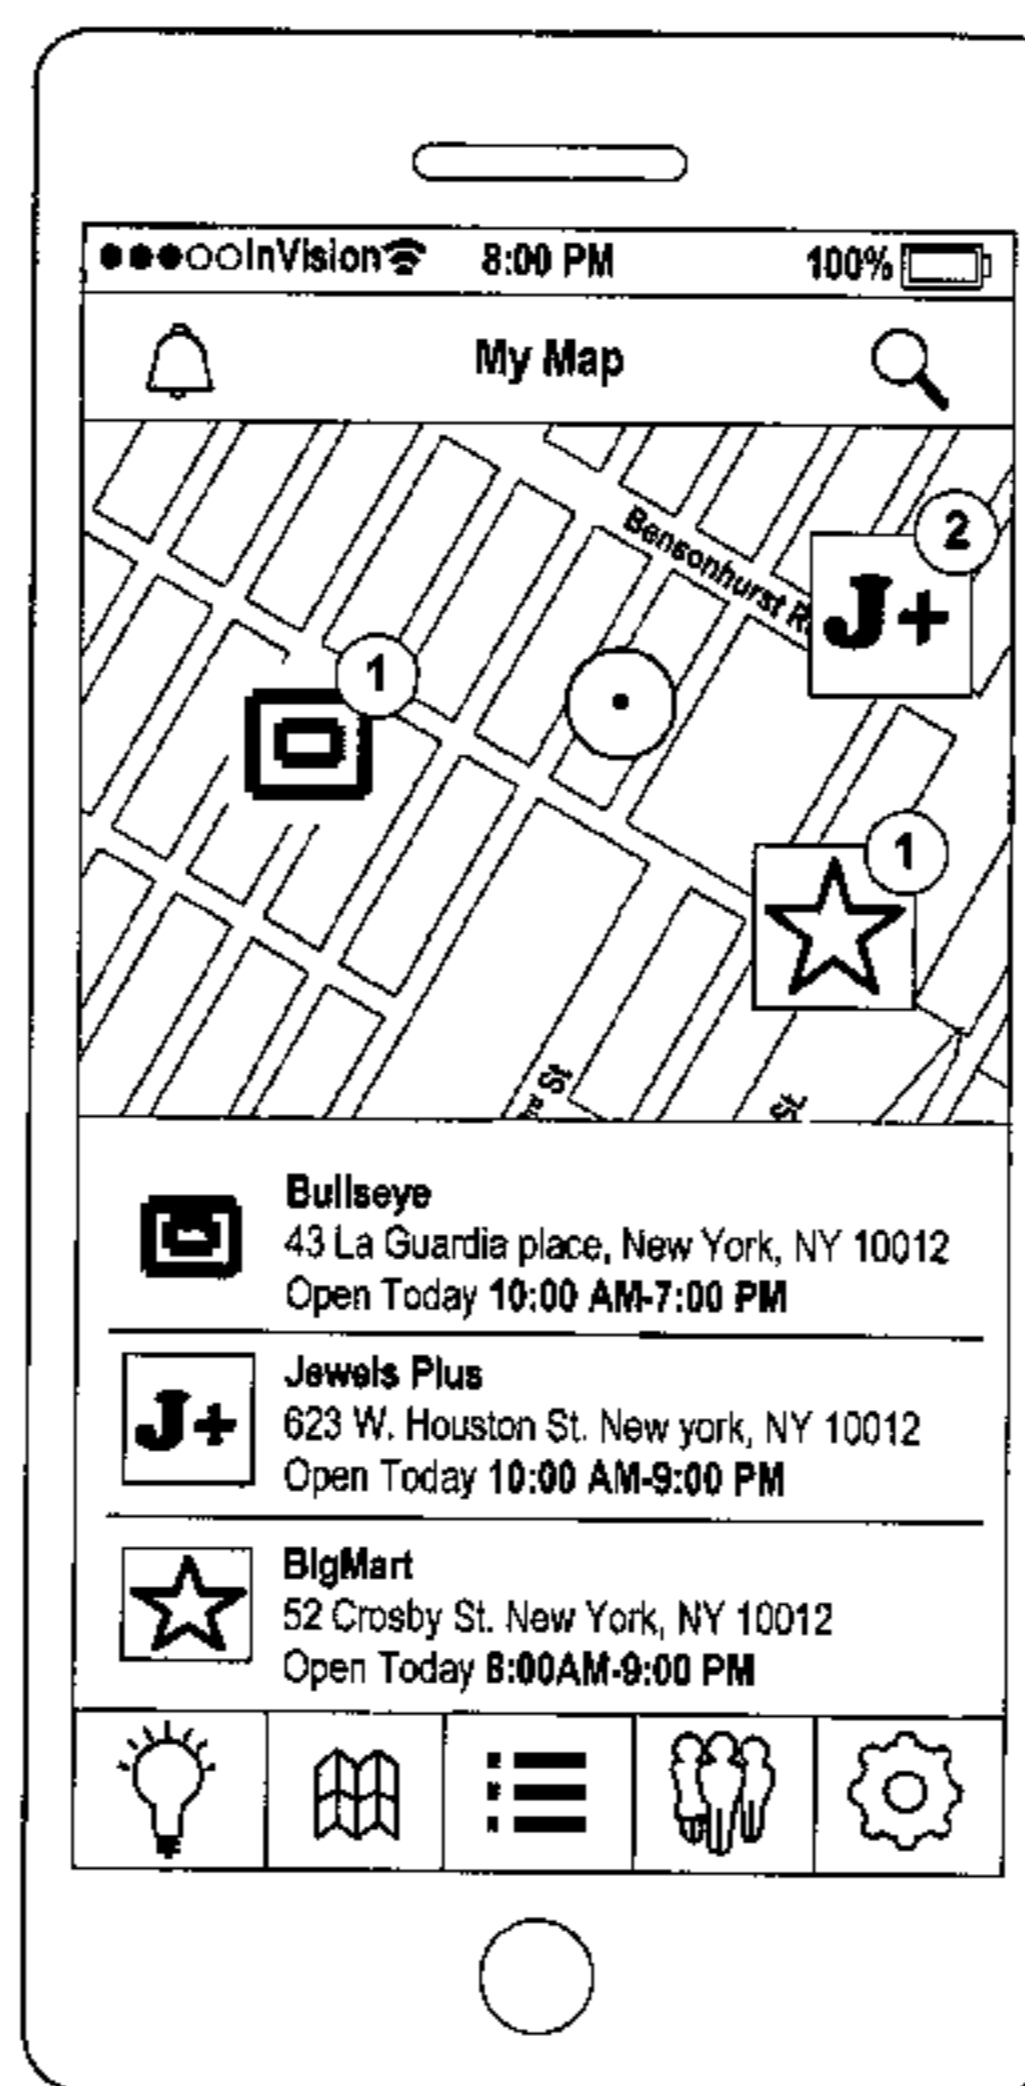 InVision 8:00 PM 100%
My Map
Bensonhurst
2
J+
1
1
St
St
Bullseye
43 La Guardia place, New York, NY 10012
Open Today 10:00 AM-7:00 PM
J+
Jewels Plus
623 W. Houston St. New york, NY 10012
Open Today 10:00 AM-9:00 PM
BigMart
52 Crosby St. New York, NY 10012
Open Today 8:00AM-9:00 PM